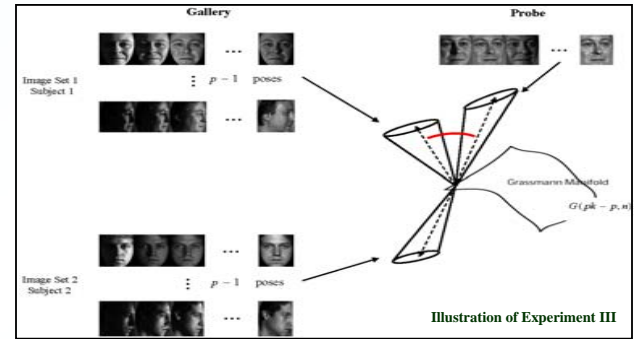 Gallery
Probe
Image Set 1
Subject 1
...
...
⋮ p − 1 poses
...
Grassmann Manifold
G(pk − p, n)
Image Set 2
Subject 2
...
⋮ p − 1 poses
...
Illustration of Experiment III